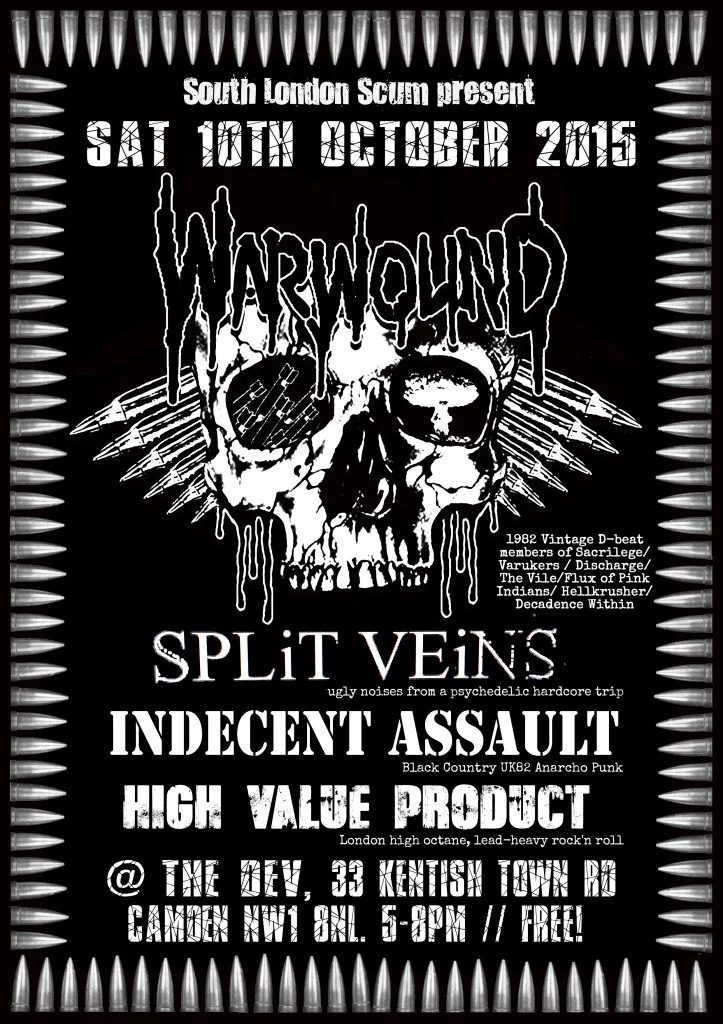 South London Scum present
SAT 10TH OCTOBER 2015
WARWOUND
1982 Vintage D-beat
members of Sacrilege/
Varukers / Discharge/
The Vile/Flux of Pink
Indians/ Hellkrusher/
Decadence Within
SPLiT VEiNS
ugly noises from a psychedelic hardcore trip
INDECENT ASSAULT
Black Country UK82 Anarcho Punk
HIGH VALUE PRODUCT
London high octane, lead-heavy rock'n roll
@ THE DEV, 33 KENTISH TOWN RD
CAMDEN NW1 8NL. 5-8PM // FREE!